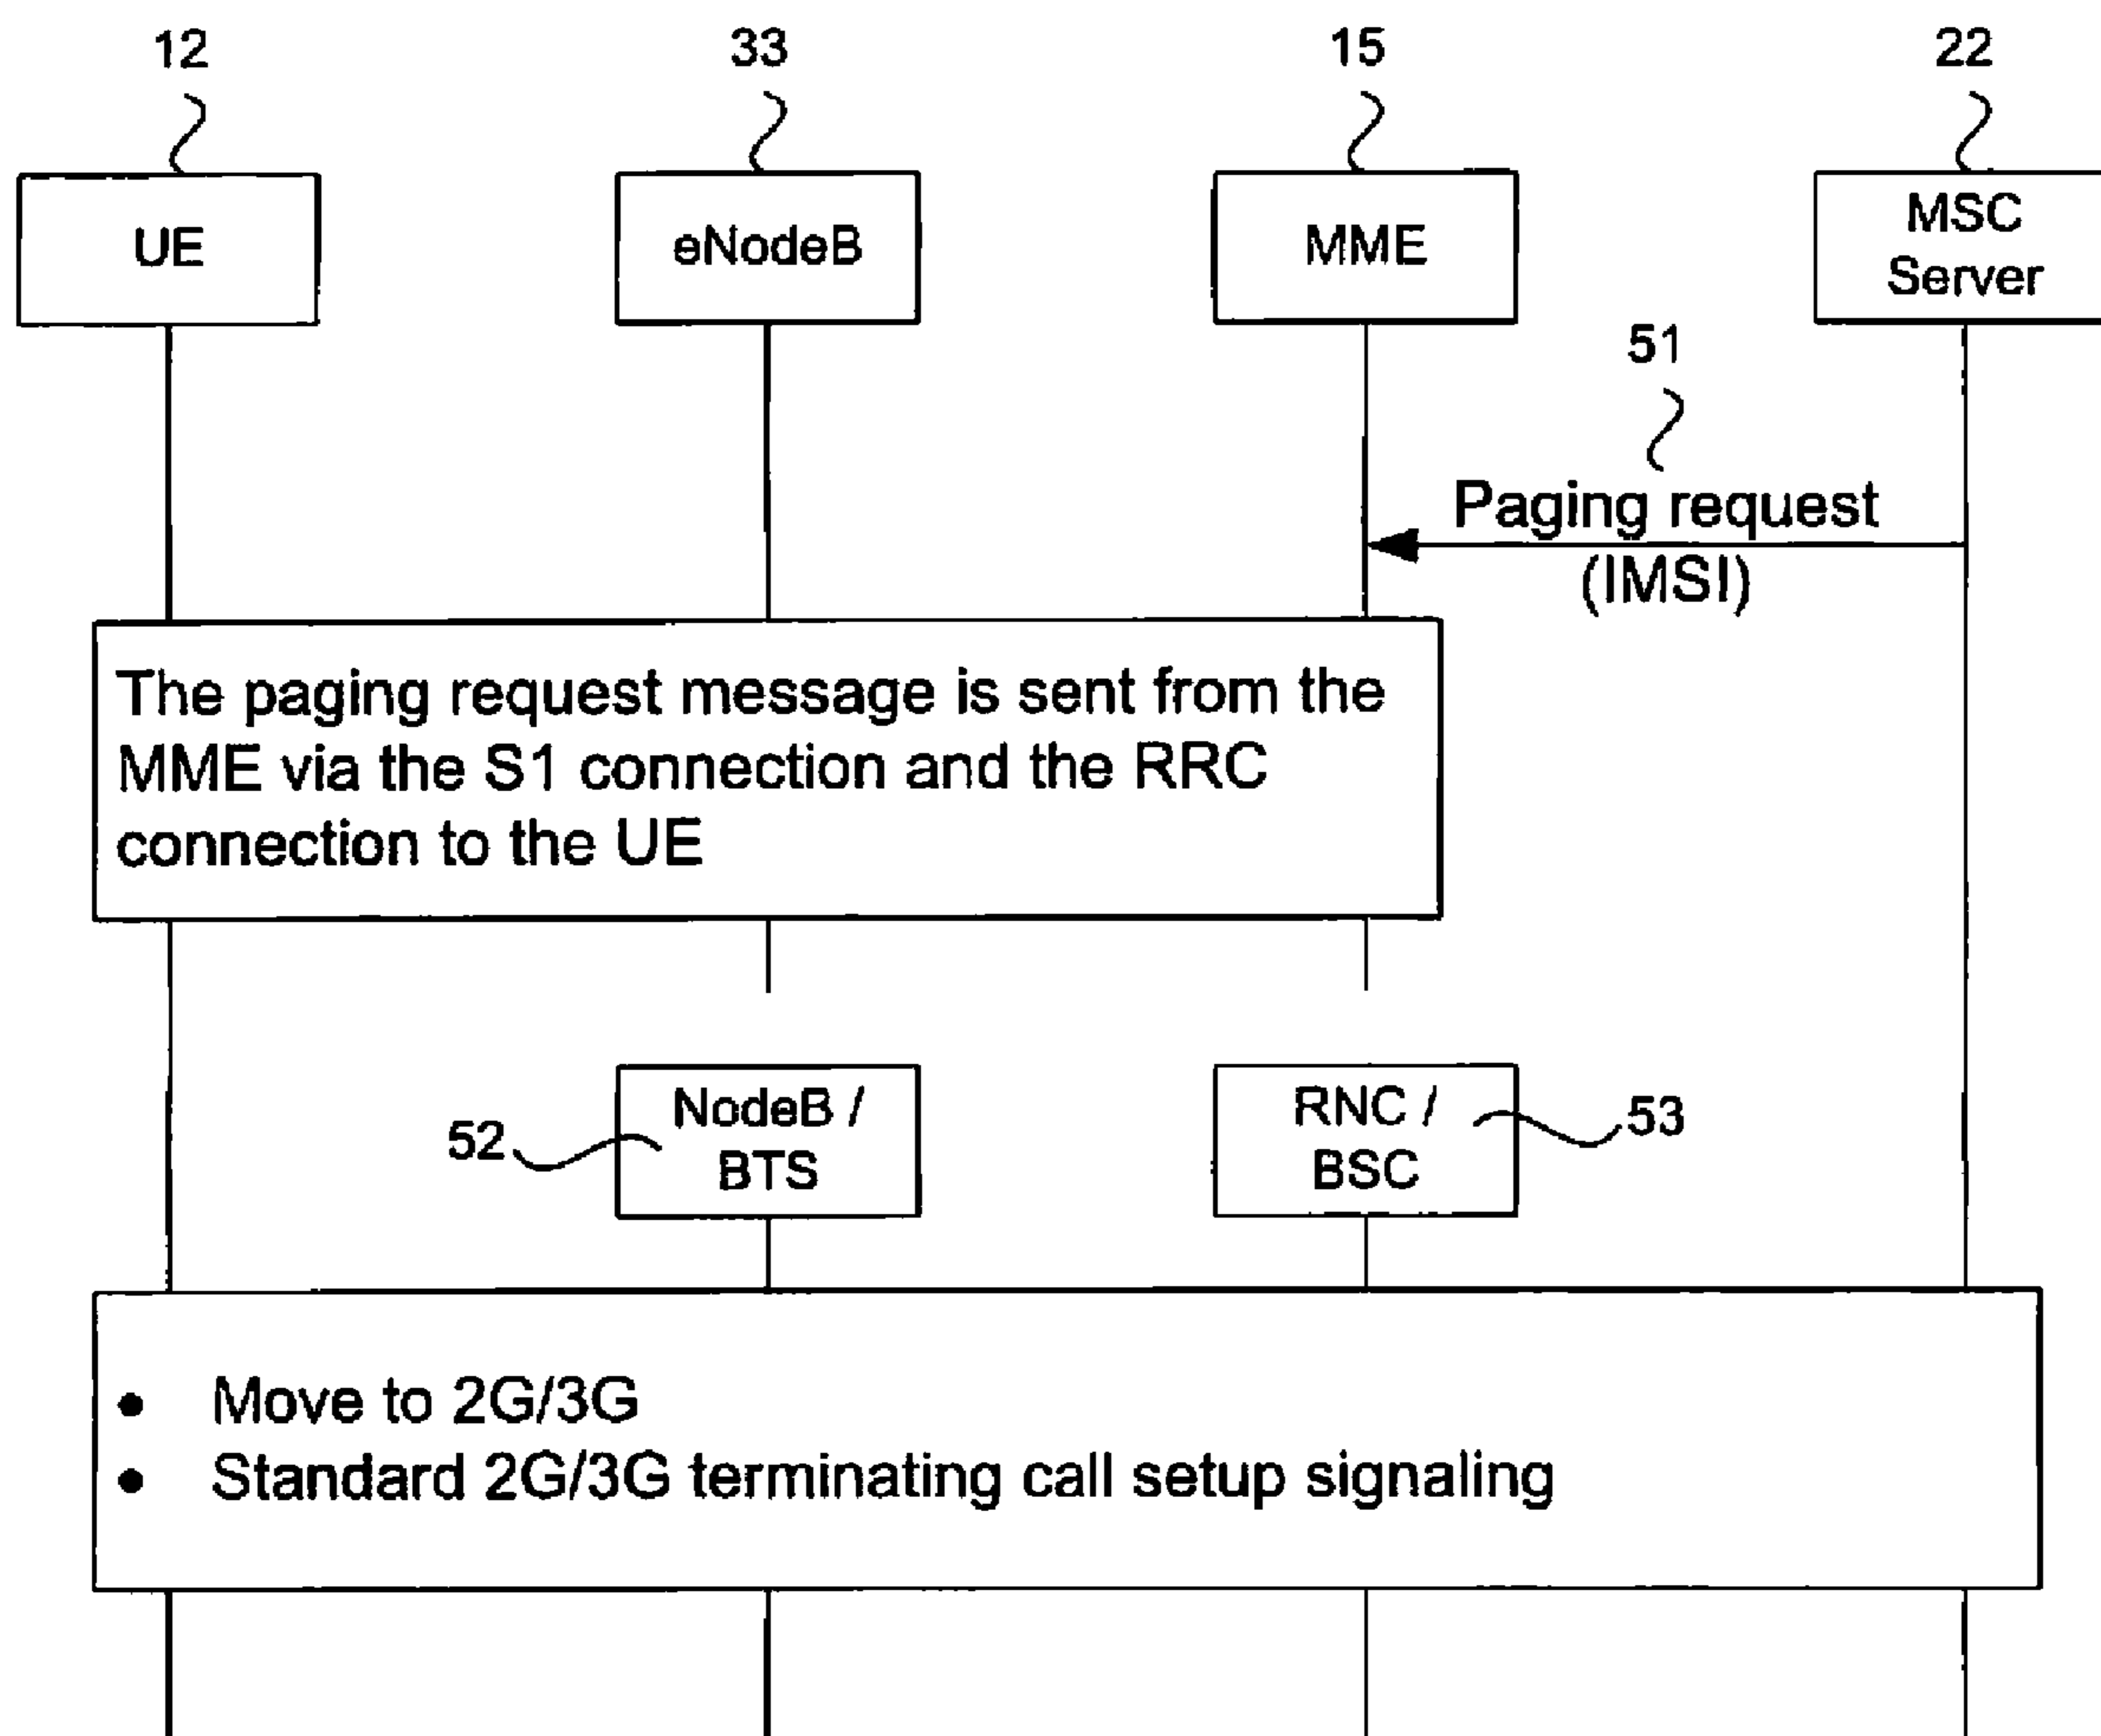 12
33
15
22
UE
eNodeB
MME
MSC
Server
51
Paging request
(IMSI)
The paging request message is sent from the
MME via the S1 connection and the RRC
connection to the UE
52
NodeB /
BTS
RNC /
BSC
53
• Move to 2G/3G
• Standard 2G/3G terminating call setup signaling